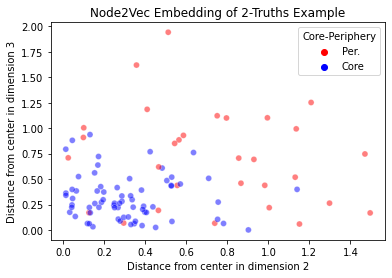 Node2Vec Embedding of 2-Truths Example
Core-Periphery
Per.
Core
Distance from center in dimension 3
2.00
1.75
1.50
1.25
1.00
0.75
0.50
0.25
0.00
0.0 0.2 0.4 0.6 0.8 1.0 1.2 1.4
Distance from center in dimension 2